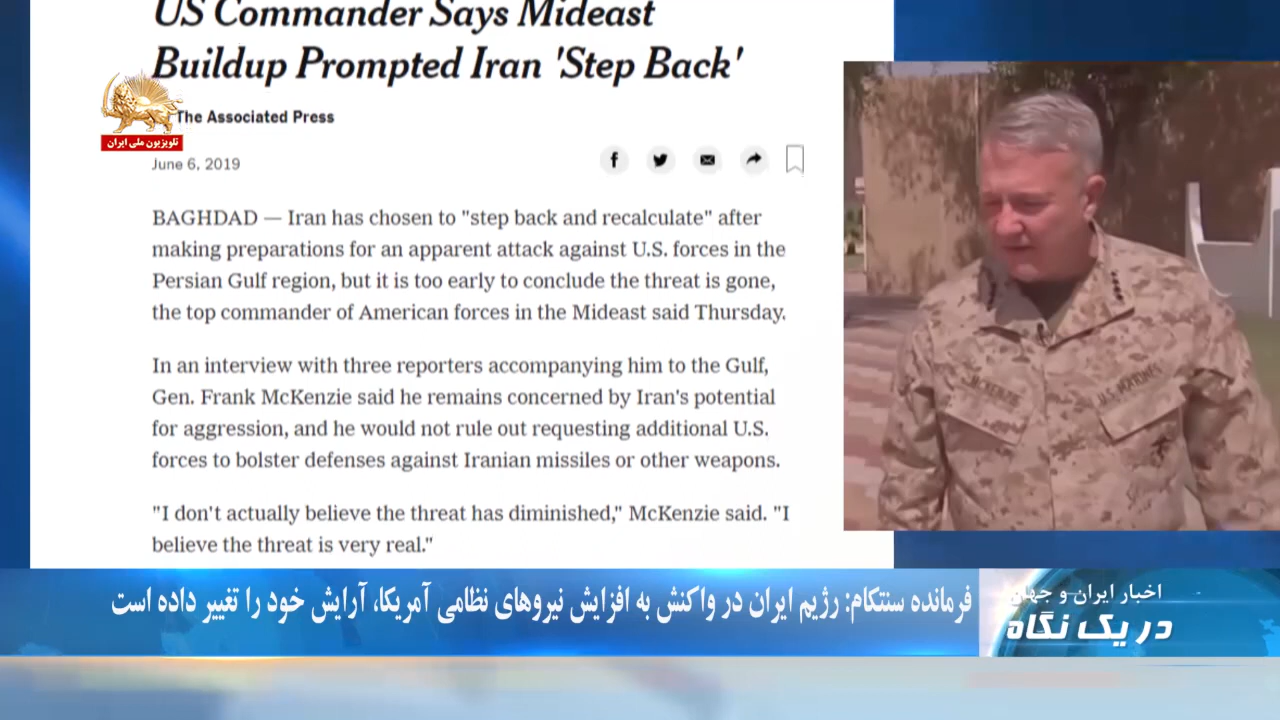 US Commander Says Mideast
Buildup Prompted Iran 'Step Back'
The Associated Press
تلویزیون ملی ایران
June 6, 2019
BAGHDAD — Iran has chosen to "step back and recalculate" after
making preparations for an apparent attack against U.S. forces in the
Persian Gulf region, but it is too early to conclude the threat is gone,
the top commander of American forces in the Mideast said Thursday.
In an interview with three reporters accompanying him to the Gulf,
Gen. Frank McKenzie said he remains concerned by Iran's potential
for aggression, and he would not rule out requesting additional U.S.
forces to bolster defenses against Iranian missiles or other weapons.
"I don't actually believe the threat has diminished," McKenzie said. "I
believe the threat is very real."
MCKENZIE
U.S. MARINES
اخبار ایران و جهان
در یک نگاه
فرمانده سنتکام: رژیم ایران در واکنش به افزایش نیروهای نظامی آمریکا، آرایش خود را تغییر داده است